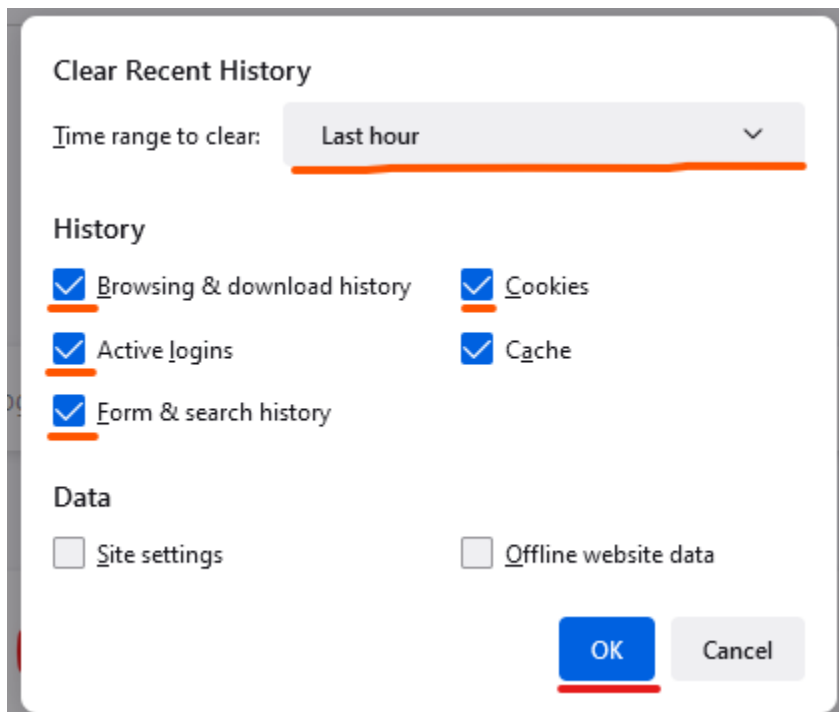 Clear Recent History
Time range to clear: Last hour
History
Browsing & download history Cookies
Active logins Cache
Form & search history
Data
Site settings Offline website data
OK Cancel